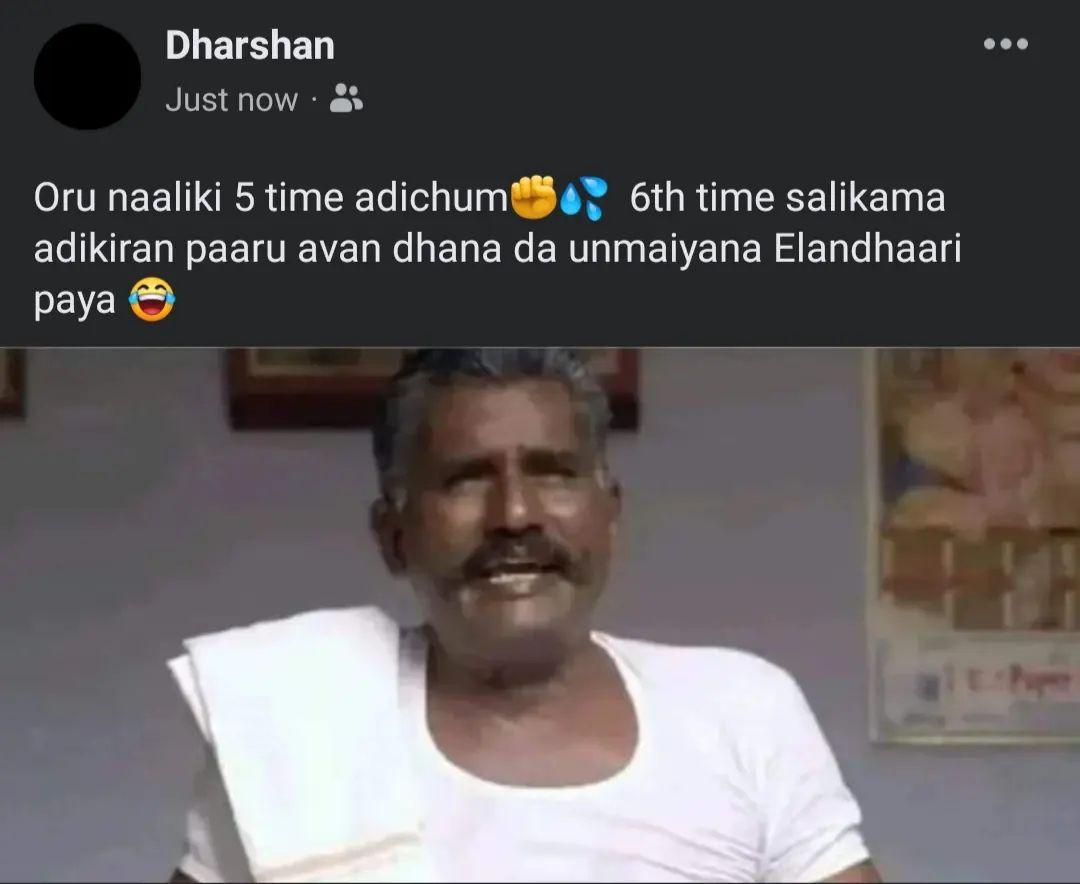 Dharshan
Just now ·
Oru naaliki 5 time adichum✊💦 6th time salikama
adikiran paaru avan dhana da unmaiyana Elandhaari
paya 😂
Paper